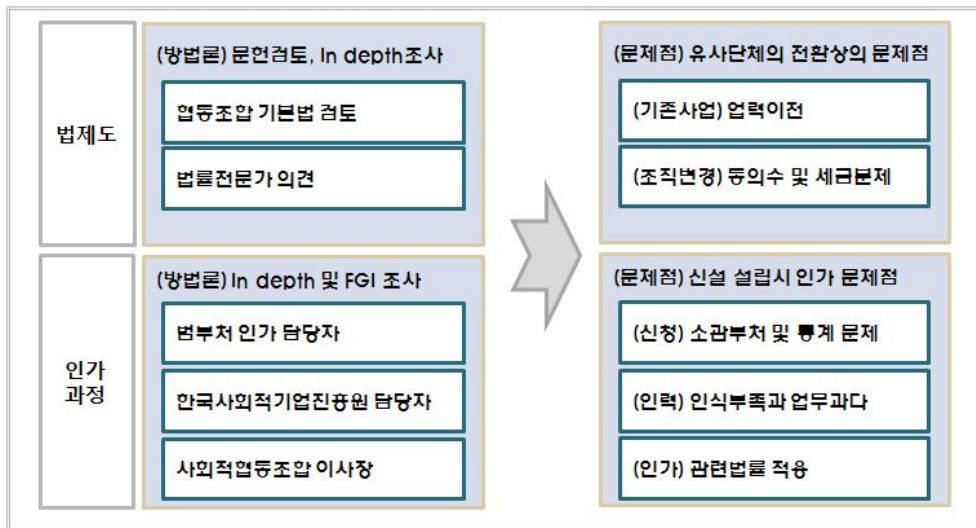 법제도
(방법론) 문헌검토, In depth조사
협동조합 기본법 검토
법률전문가 의견
(문제점) 유사단체의 전환상의 문제점
(기존사업) 업력이전
(조직변경) 동의수 및 세금문제
인가
과정
(방법론) In depth 및 FGI 조사
범부처 인가 담당자
한국사회적기업진흥원 담당자
사회적협동조합 이사장
(문제점) 신설 설립시 인가 문제점
(신청) 소관부처 및 통계 문제
(인력) 인식부족과 업무과다
(인가) 관련법률 적용